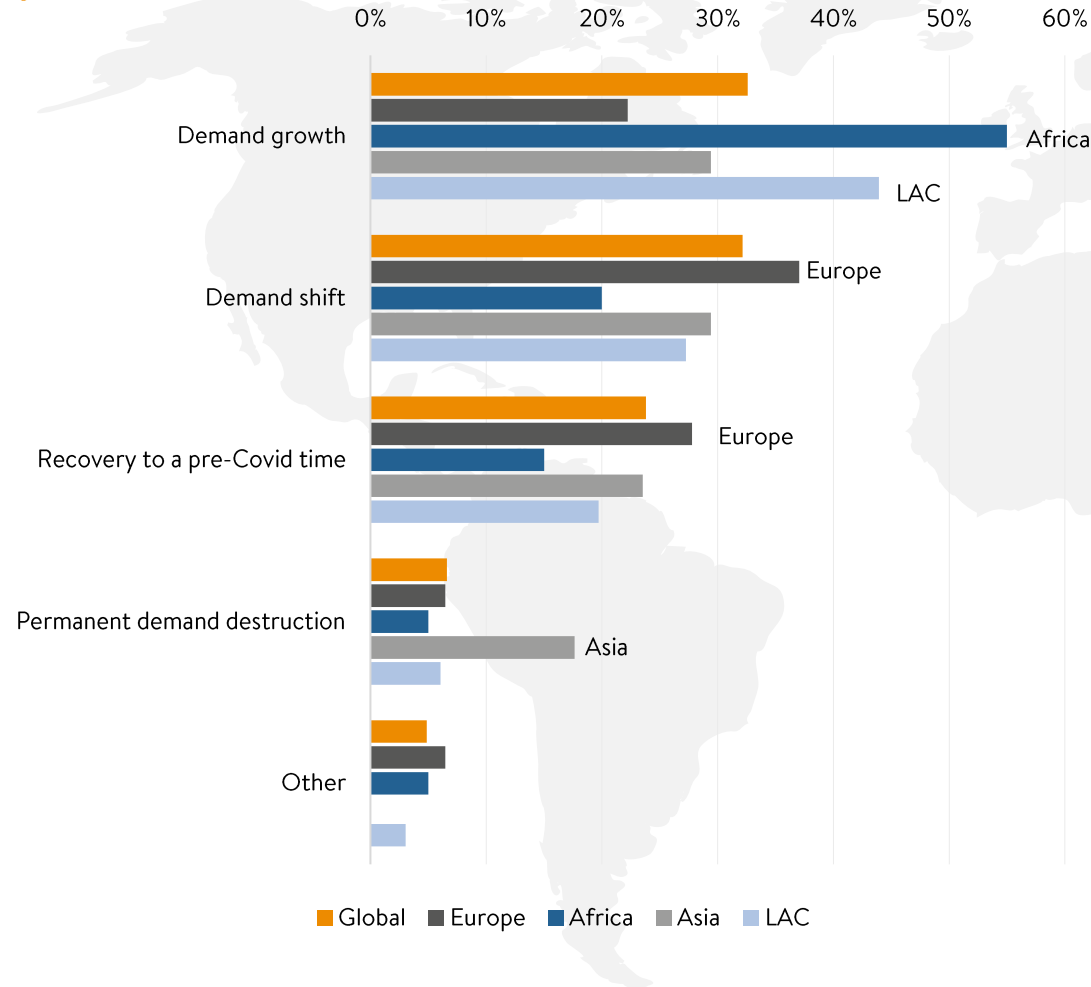 0% 10% 20% 30% 40% 50% 60%
Demand growth
Africa
LAC
Europe
Demand shift
Europe
Recovery to a pre-Covid time
Permanent demand destruction
Asia
Other
Global Europe Africa Asia LAC